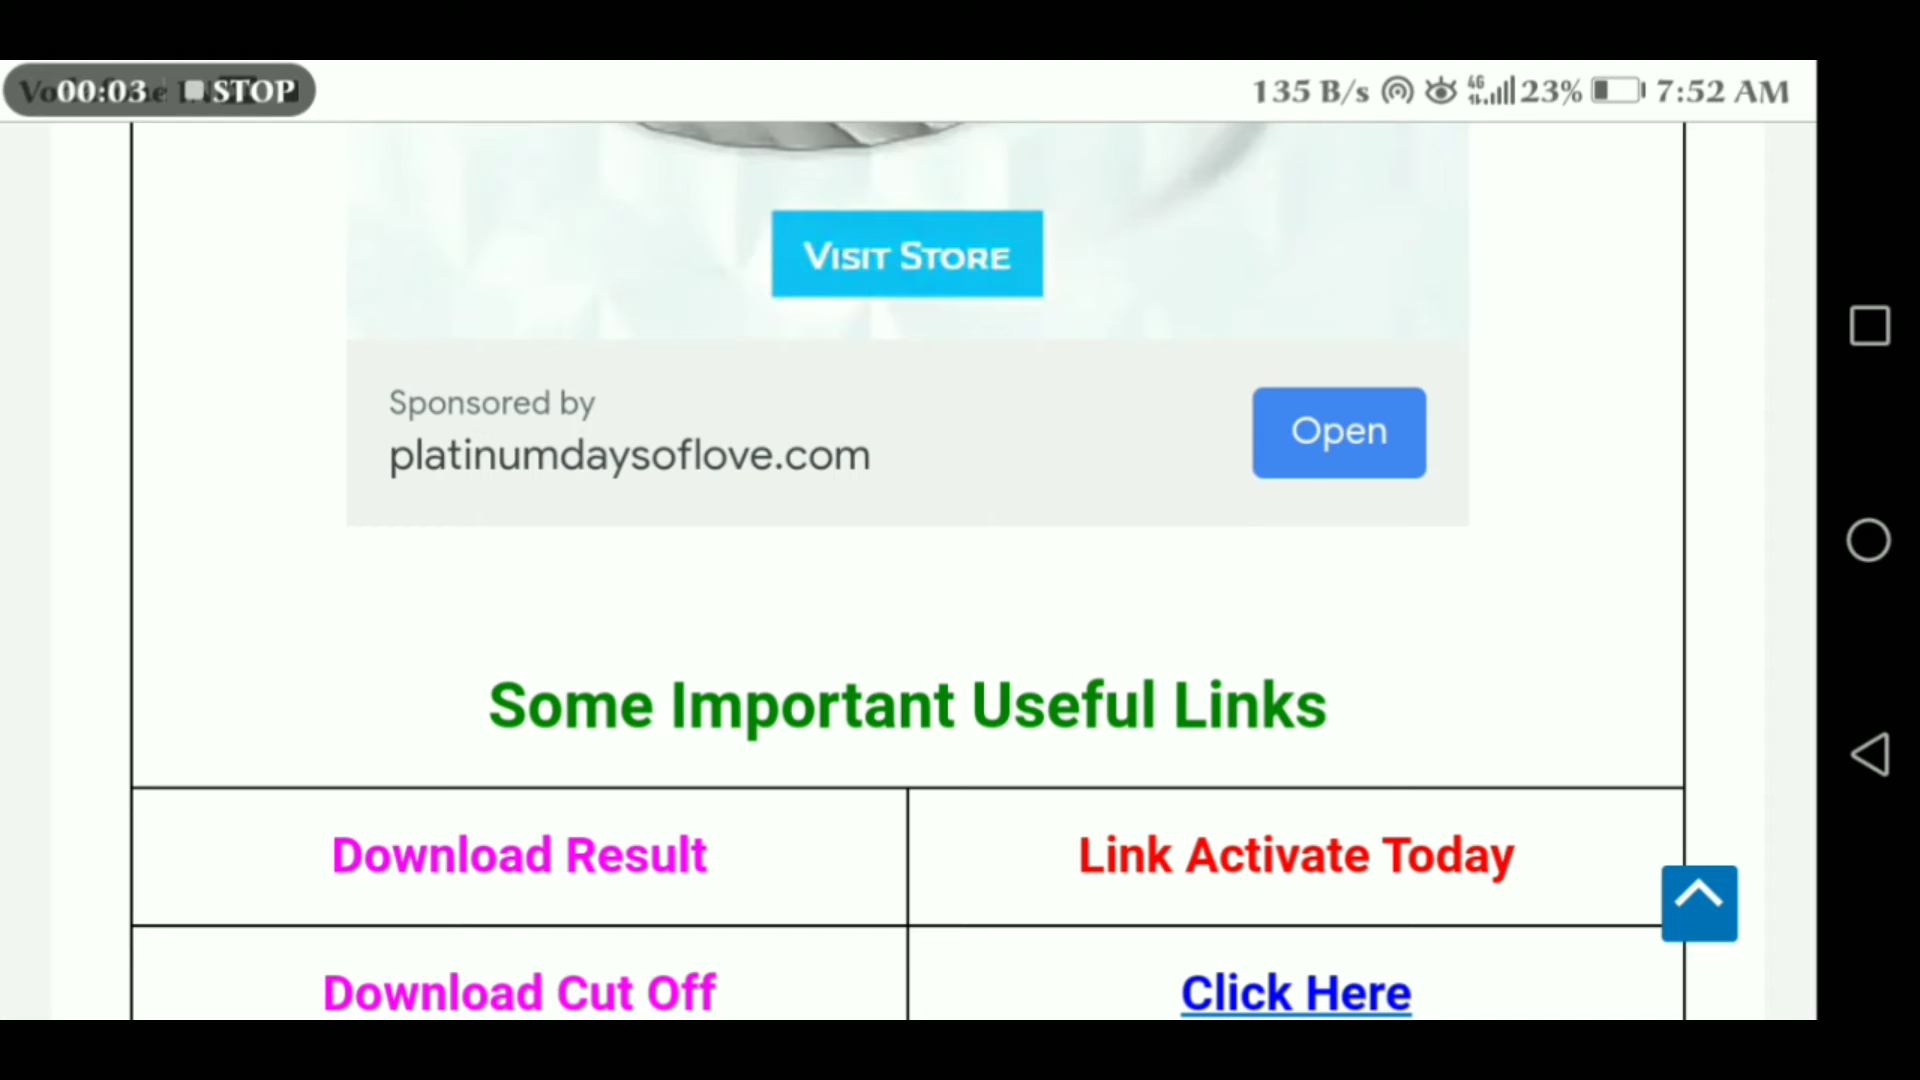 00:03 STOP
135 B/s 4G 23% 7:52 AM
VISIT STORE
Sponsored by
platinumdaysoflove.com
Open
Some Important Useful Links
Download Result
Link Activate Today
Download Cut Off
Click Here